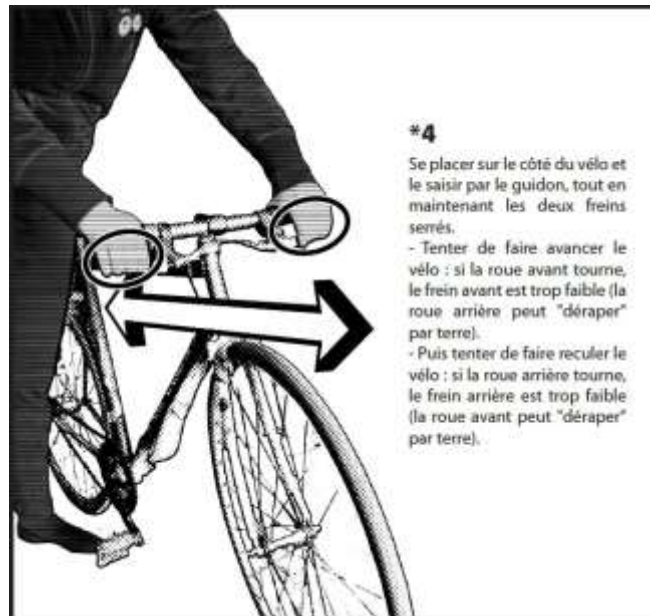 *4
Se placer sur le côté du vélo et
le saisir par le guidon, tout en
maintenant les deux freins
serrés.
- Tenter de faire avancer le
vélo : si la roue avant tourne,
le frein avant est trop faible (la
roue arrière peut "déraper"
par terre).
- Puis tenter de faire reculer le
vélo : si la roue arrière tourne,
le frein arrière est trop faible
(la roue avant peut "déraper"
par terre).